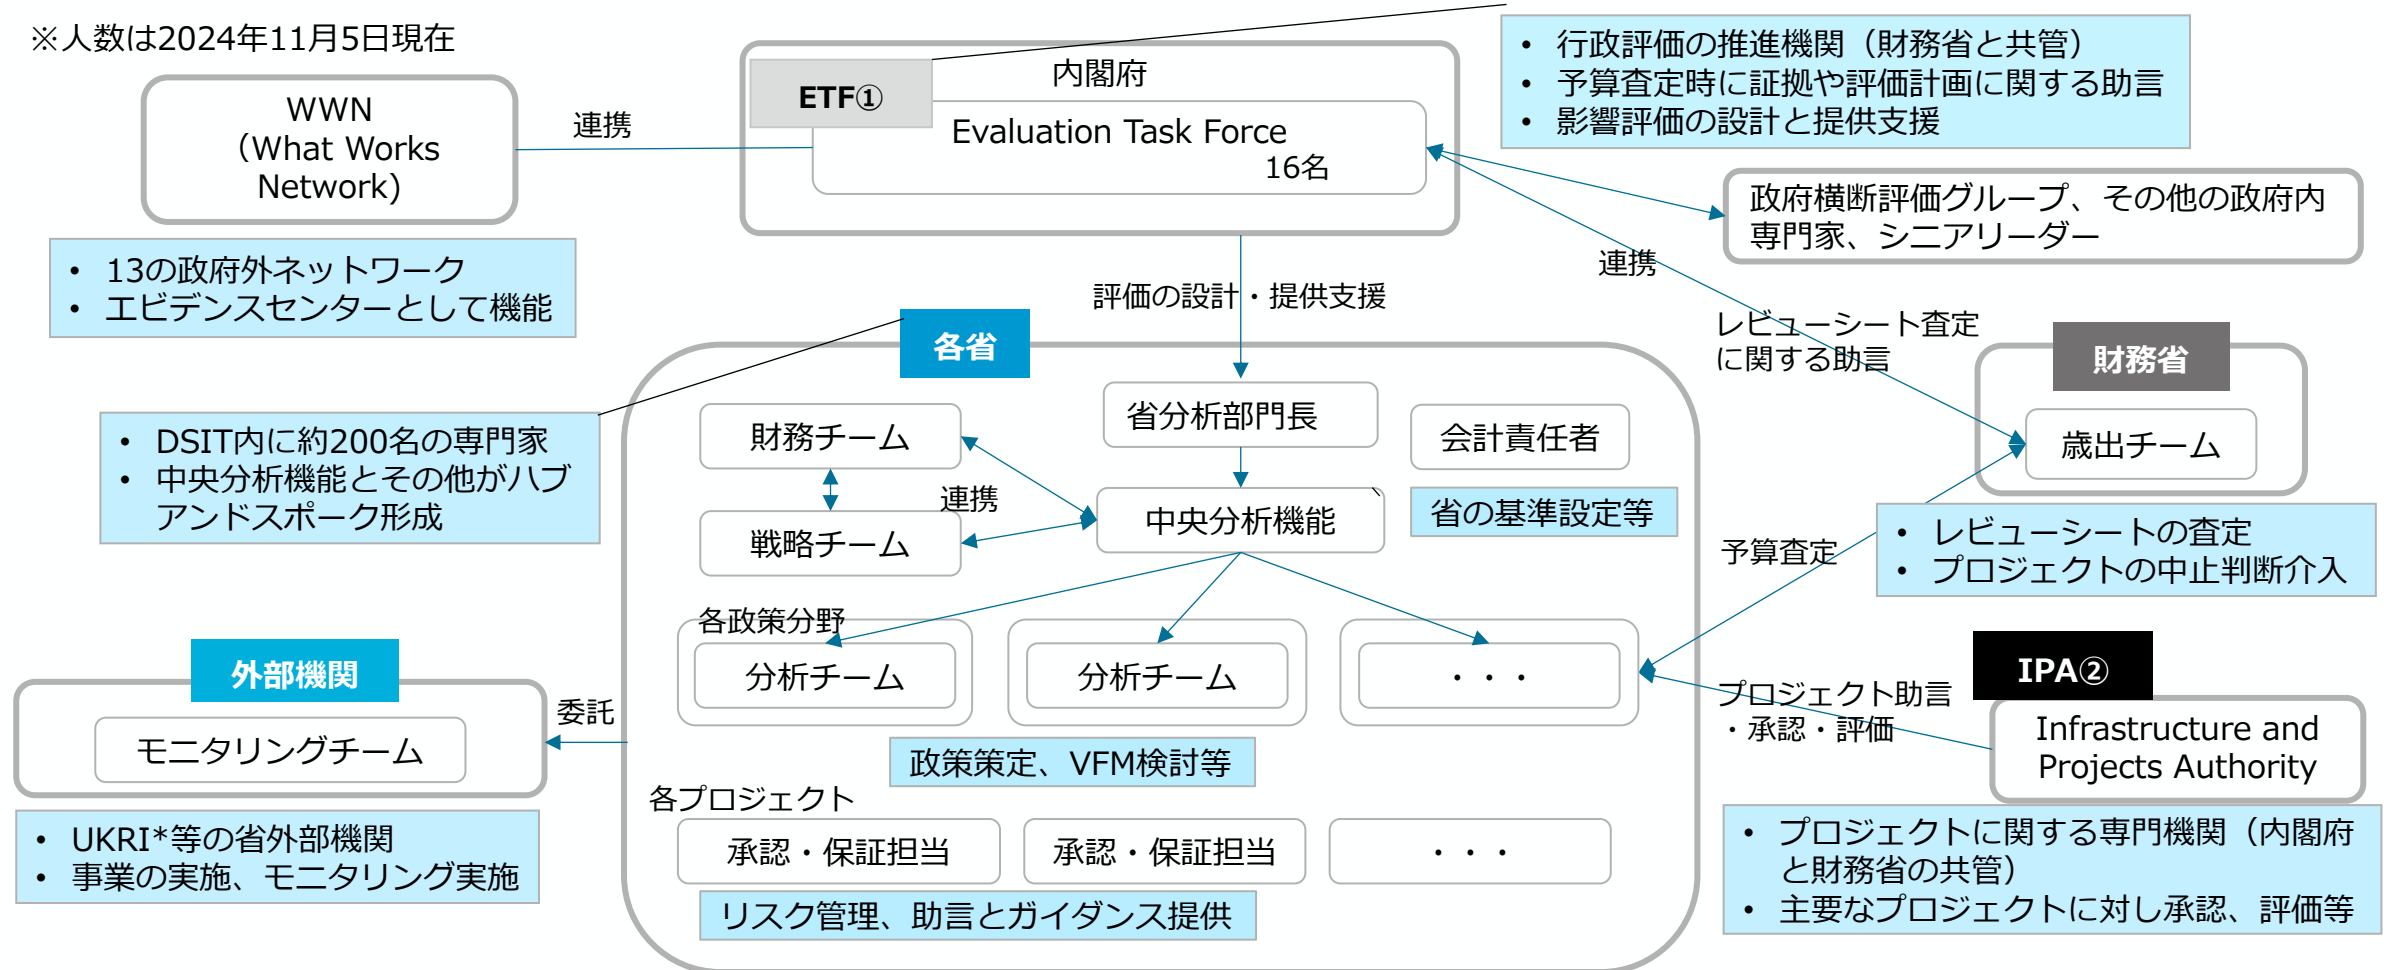 ※人数は2024年11月5日現在
WWN
（What Works
Network)
連携
ETF①
内閣府
Evaluation Task Force
16名
• 行政評価の推進機関（財務省と共管）
• 予算査定時に証拠や評価計画に関する助言
• 影響評価の設計と提供支援
政府横断評価グループ、その他の政府内
専門家、シニアリーダー
• 13の政府外ネットワーク
• エビデンスセンターとして機能
評価の設計・提供支援
連携
レビューシート査定
に関する助言
各省
財務省
歳出チーム
• DSIT内に約200名の専門家
• 中央分析機能とその他がハブ
アンドスポーク形成
財務チーム
省分析部門長
会計責任者
連携
戦略チーム
中央分析機能
省の基準設定等
• レビューシートの査定
• プロジェクトの中止判断介入
予算査定
各政策分野
分析チーム
分析チーム
・・・
外部機関
モニタリングチーム
委託
IPA②
Infrastructure and
Projects Authority
プロジェクト助言
・承認・評価
政策策定、VFM検討等
各プロジェクト
承認・保証担当
承認・保証担当
・・・
• UKRI*等の省外部機関
• 事業の実施、モニタリング実施
リスク管理、助言とガイダンス提供
• プロジェクトに関する専門機関（内閣府
と財務省の共管）
• 主要なプロジェクトに対し承認、評価等